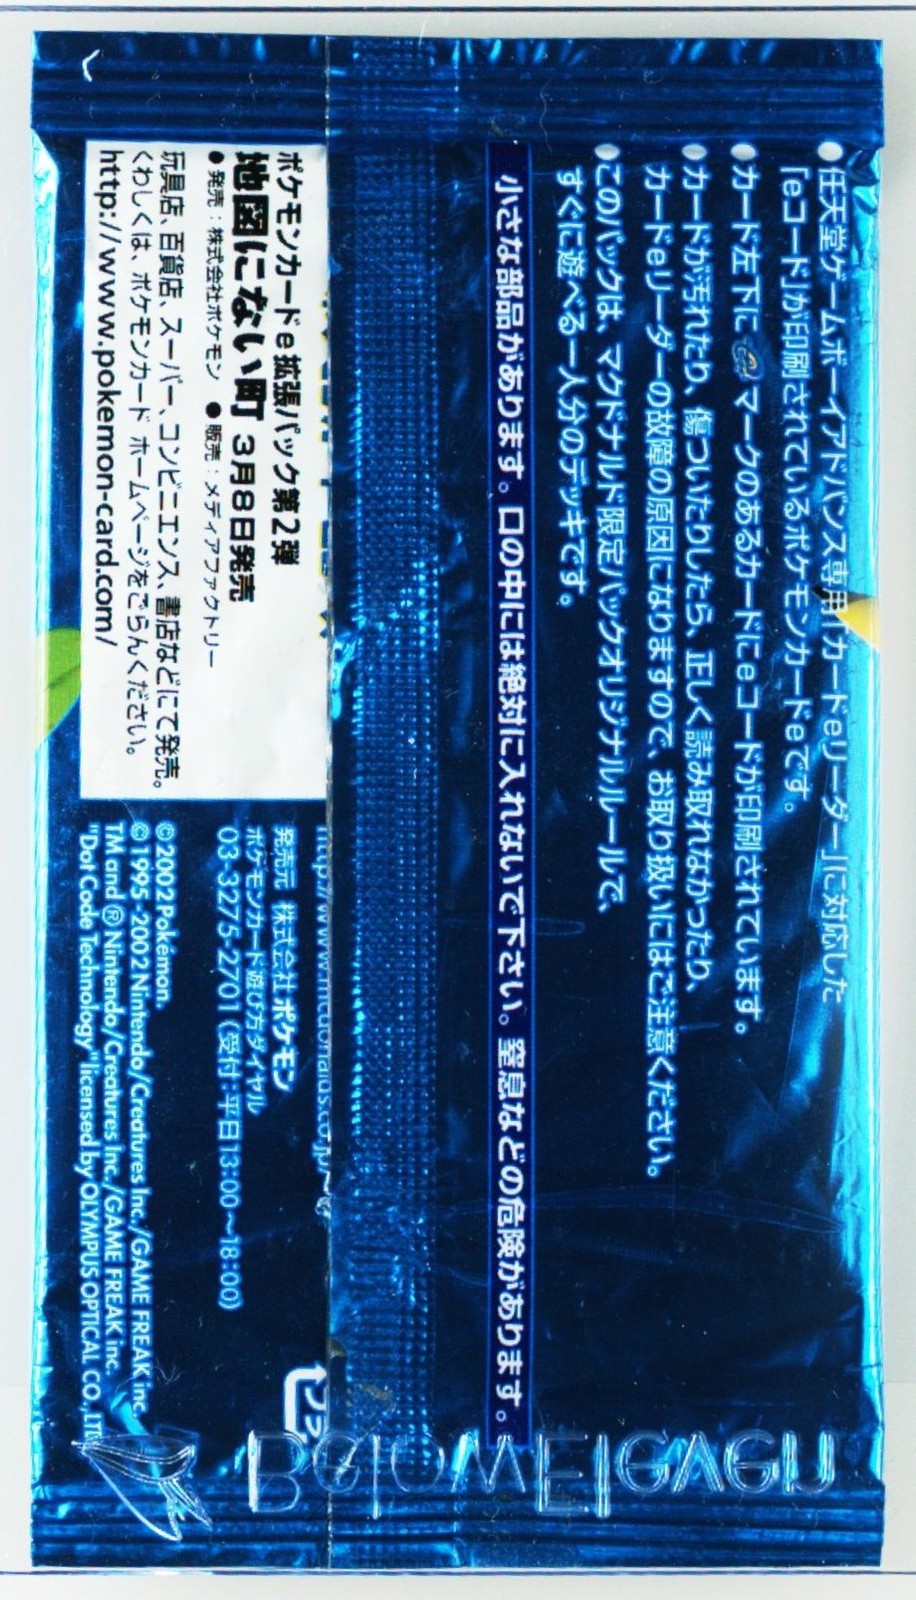 ●任天堂ゲームボーイアドバンス専用「カードeリーダー」に対応した
「eコード」が印刷されているポケモンカードeです。
●カード左下に マークのあるカードにeコードが印刷されています。
●カードが汚れたり、傷ついたりしたら、正しく読み取れなかったり、
カードeリーダーの故障の原因になりますので、お取り扱いにはご注意ください。
●このパックは、マクドナルド限定パックオリジナルルールで、
すぐに遊べる一人分のデッキです。
小さな部品があります。口の中には絶対に入れないで下さい。窒息などの危険があります。
ポケモンカードe拡張パック第2弾
地図にない町 3月8日発売
●発売：株式会社ポケモン ●販売：メディアファクトリー
玩具店、百貨店、スーパー、コンビニエンス、書店などにて発売。
くわしくは、ポケモンカード ホームページをごらんください。
http://www.pokemon-card.com/
発売元 株式会社ポケモン
ポケモンカード遊び方ダイヤル
03-3275-2701（受付：平日13:00〜18:00）
©2002 Pokémon.
©1995-2002 Nintendo/Creatures Inc./GAME FREAK inc.
TM and ® Nintendo/Creatures Inc./GAME FREAK inc.
"Dot Code Technology" licensed by OLYMPUS OPTICAL CO.,LTD
BelowEleven